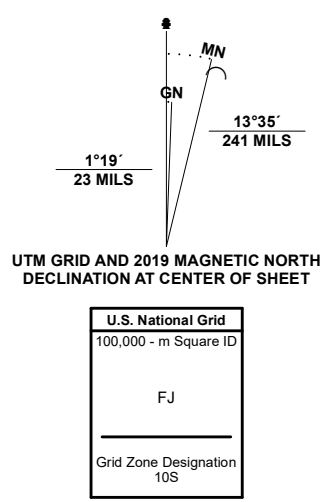 MN
GN
13°35´
241 MILS
1°19´
23 MILS
UTM GRID AND 2019 MAGNETIC NORTH
DECLINATION AT CENTER OF SHEET
U.S. National Grid
100,000 - m Square ID
FJ
Grid Zone Designation
10S